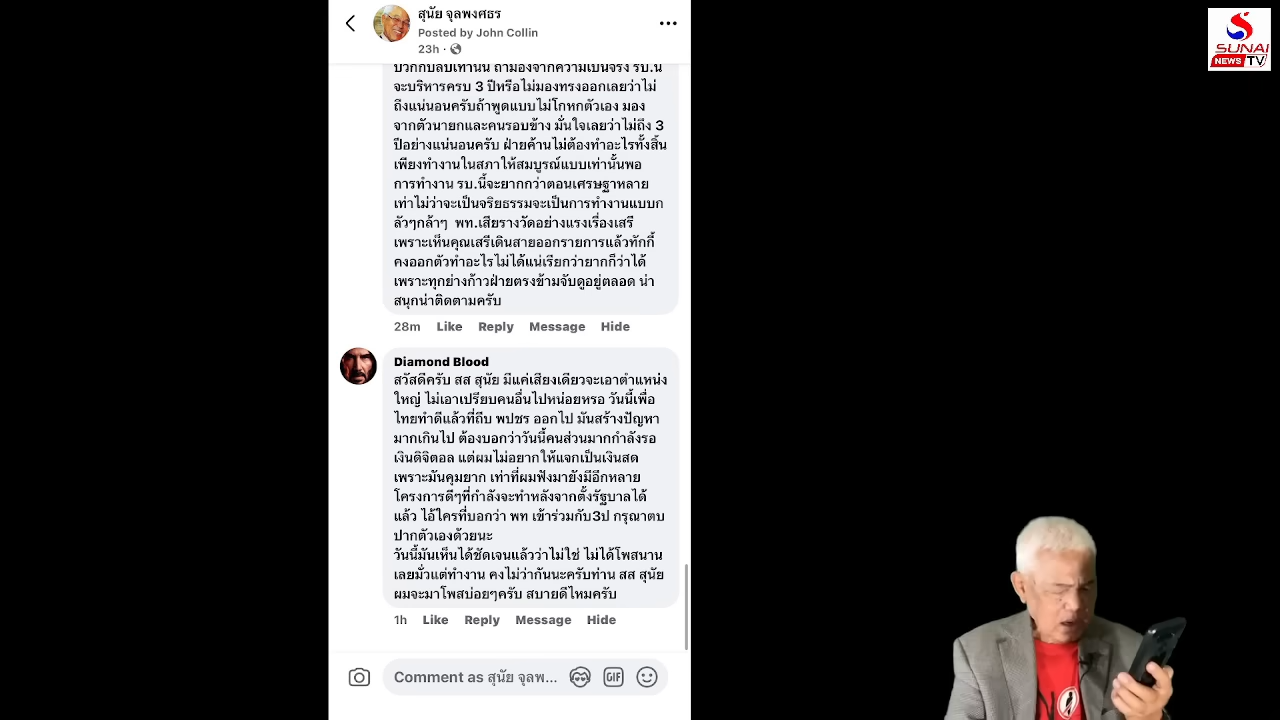 สุนัย จุลพงศธร
Posted by John Collin
23h
SUNAI
NEWS TV
บวกกับลบเท่านั้น ถ้ามองจากความเป็นจริง รบ.นี้
จะบริหารครบ 3 ปีหรือไม่มองทรงออกเลยว่าไม่
ถึงแน่นอนครับถ้าพูดแบบไม่โกหกตัวเอง มอง
จากตัวนายกและคนรอบข้าง มั่นใจเลยว่าไม่ถึง 3
ปีอย่างแน่นอนครับ ฝ่ายค้านไม่ต้องทำอะไรทั้งสิ้น
เพียงทำงานในสภาให้สมบูรณ์แบบเท่านั้นพอ
การทำงาน รบ.นี้จะยากกว่าตอนเศรษฐาหลาย
เท่าไม่ว่าจะเป็นจริยธรรมจะเป็นการทำงานแบบก
ลัวๆกล้าๆ พท.เสียรางวัดอย่างแรงเรื่องเสรี
เพราะเห็นคุณเสรีเดินสายออกรายการแล้วทักกี้
คงออกตัวทำอะไรไม่ได้แน่เรียกว่ายากก็ว่าได้
เพราะทุกย่างก้าวฝ่ายตรงข้ามจับดูอยู่ตลอด น่า
สนุกน่าติดตามครับ
28m Like Reply Message Hide
Diamond Blood
สวัสดีครับ สส สุนัย มีแค่เสียงเดียวจะเอาตำแหน่ง
ใหญ่ ไม่เอาเปรียบคนอื่นไปหน่อยหรอ วันนี้เพื่อ
ไทยทำดีแล้วที่ถีบ พปชร ออกไป มันสร้างปัญหา
มากเกินไป ต้องบอกว่าวันนี้คนส่วนมากกำลังรอ
เงินดิจิตอล แต่ผมไม่อยากให้แจกเป็นเงินสด
เพราะมันคุมยาก เท่าที่ผมฟังมายังมีอีกหลาย
โครงการดีๆที่กำลังจะทำหลังจากตั้งรัฐบาลได้
แล้ว ไอ้ใครที่บอกว่า พท เข้าร่วมกับ3ป กรุณาตบ
ปากตัวเองด้วยนะ
วันนี้มันเห็นได้ชัดเจนแล้วว่าไม่ใช่ ไม่ได้โพสนาน
เลยมั่วแต่ทำงาน คงไม่ว่ากันนะครับท่าน สส สุนัย
ผมจะมาโพสบ่อยๆครับ สบายดีไหมครับ
1h Like Reply Message Hide
Comment as สุนัย จุลพ...
GIF